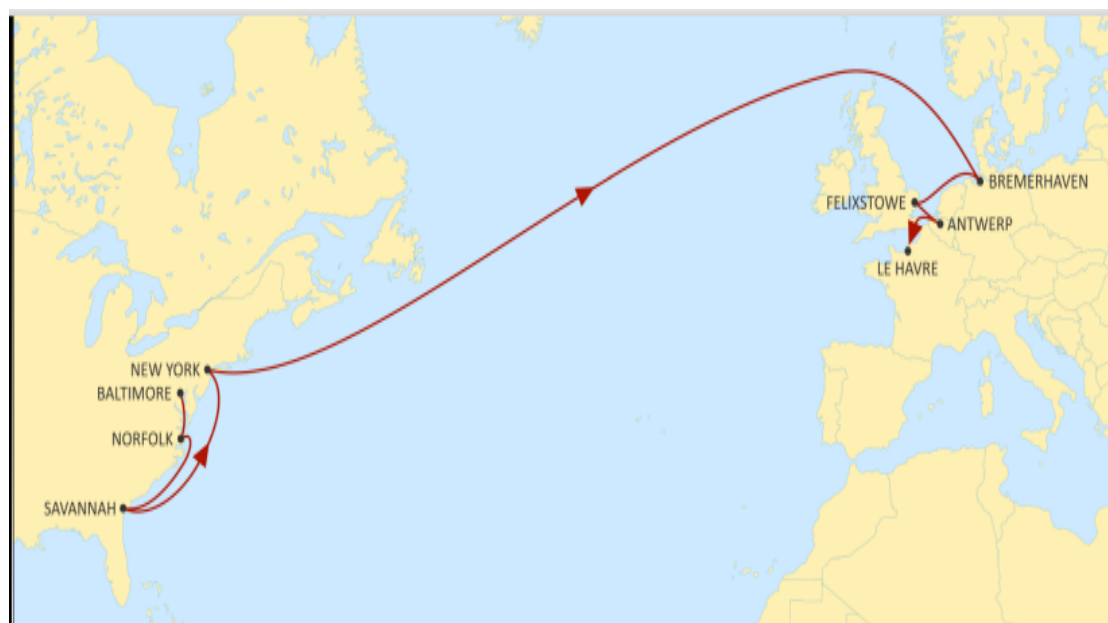 BREMERHAVEN
FELIXSTOWE
ANTWERP
LE HAVRE
NEW YORK
BALTIMORE
NORFOLK
SAVANNAH